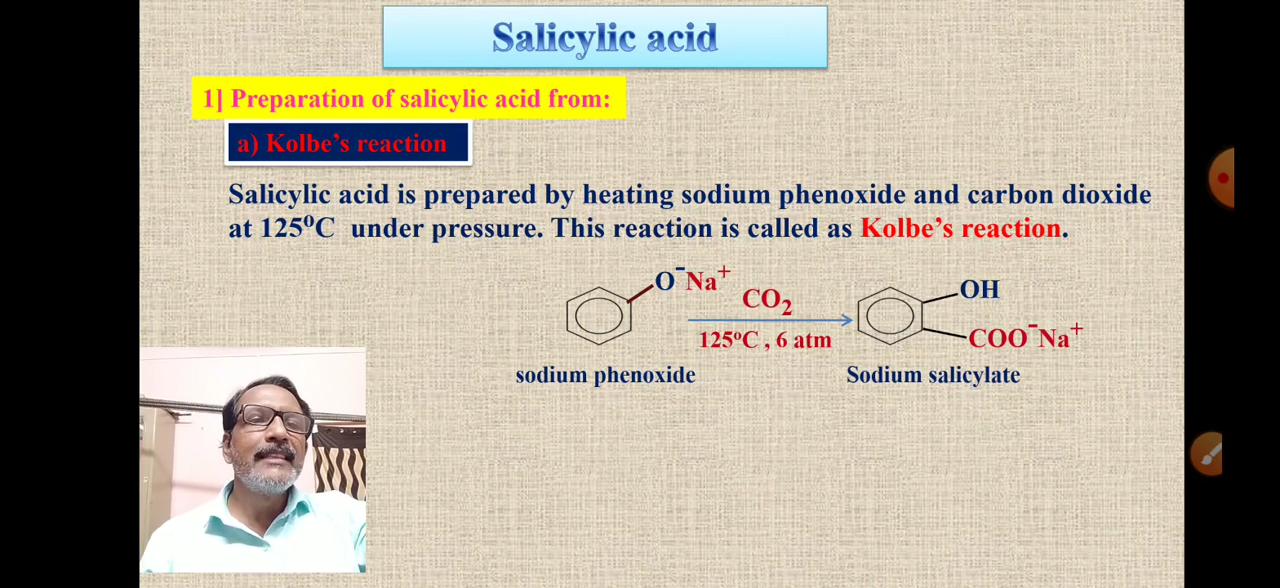 Salicylic acid
1] Preparation of salicylic acid from:
a) Kolbe's reaction
Salicylic acid is prepared by heating sodium phenoxide and carbon dioxide
at 125⁰C under pressure. This reaction is called as Kolbe's reaction.
O⁻Na⁺
CO₂
125⁰C , 6 atm
OH
COO⁻Na⁺
sodium phenoxide
Sodium salicylate